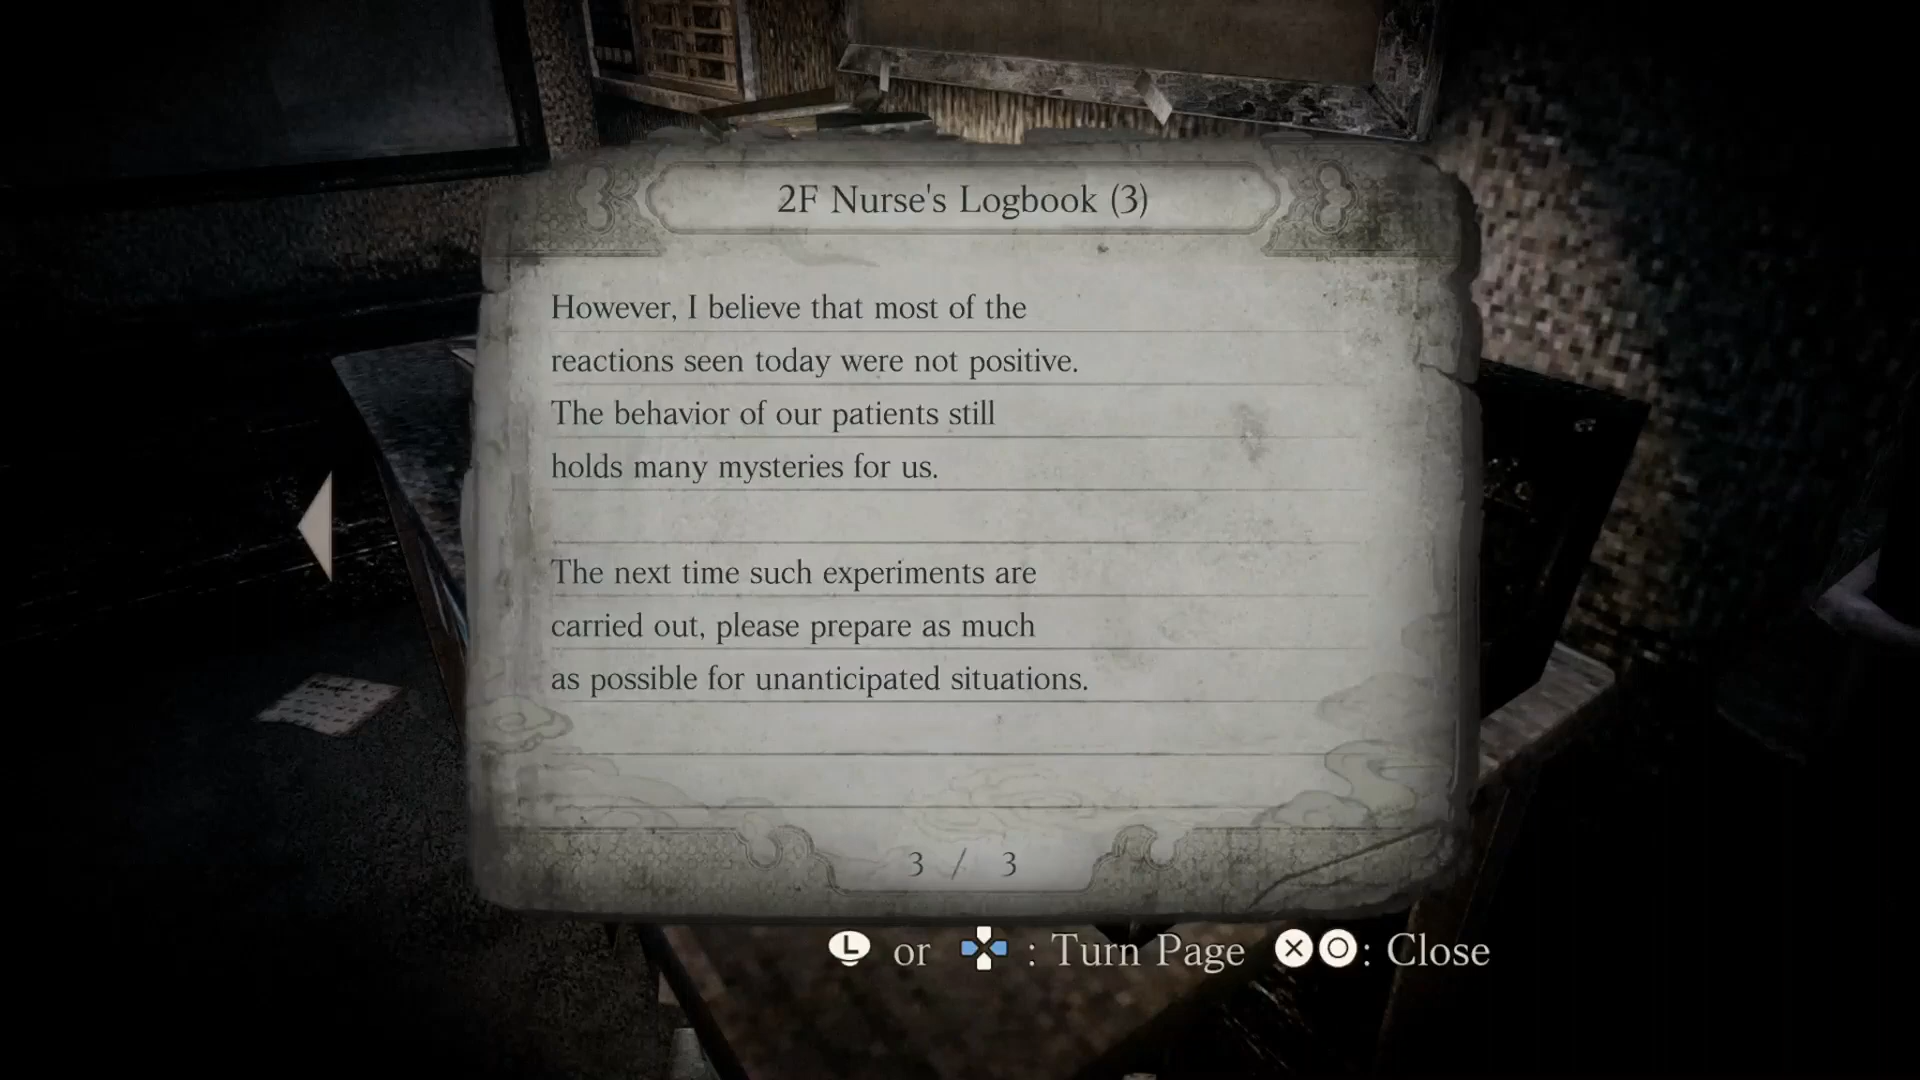 2F Nurse's Logbook (3)
However, I believe that most of the
reactions seen today were not positive.
The behavior of our patients still
holds many mysteries for us.
The next time such experiments are
carried out, please prepare as much
as possible for unanticipated situations.
3 / 3
L or : Turn Page : Close